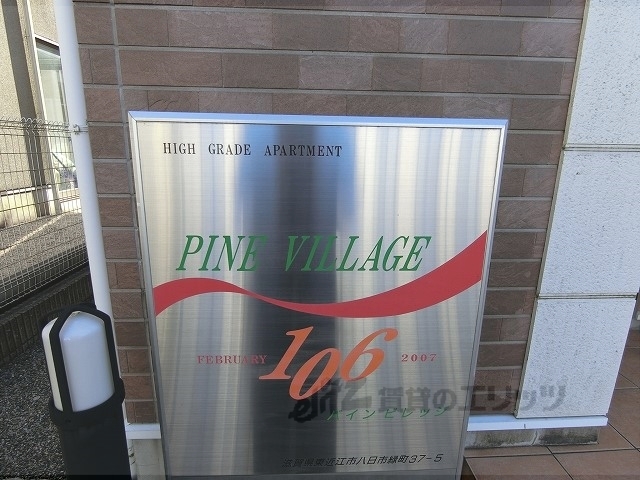 HIGH GRADE APARTMENT
PINE VILLAGE
FEBRUARY 106 2007
賃貸のエリッツ
パインビレッジ
滋賀県東近江市八日市緑町37-5